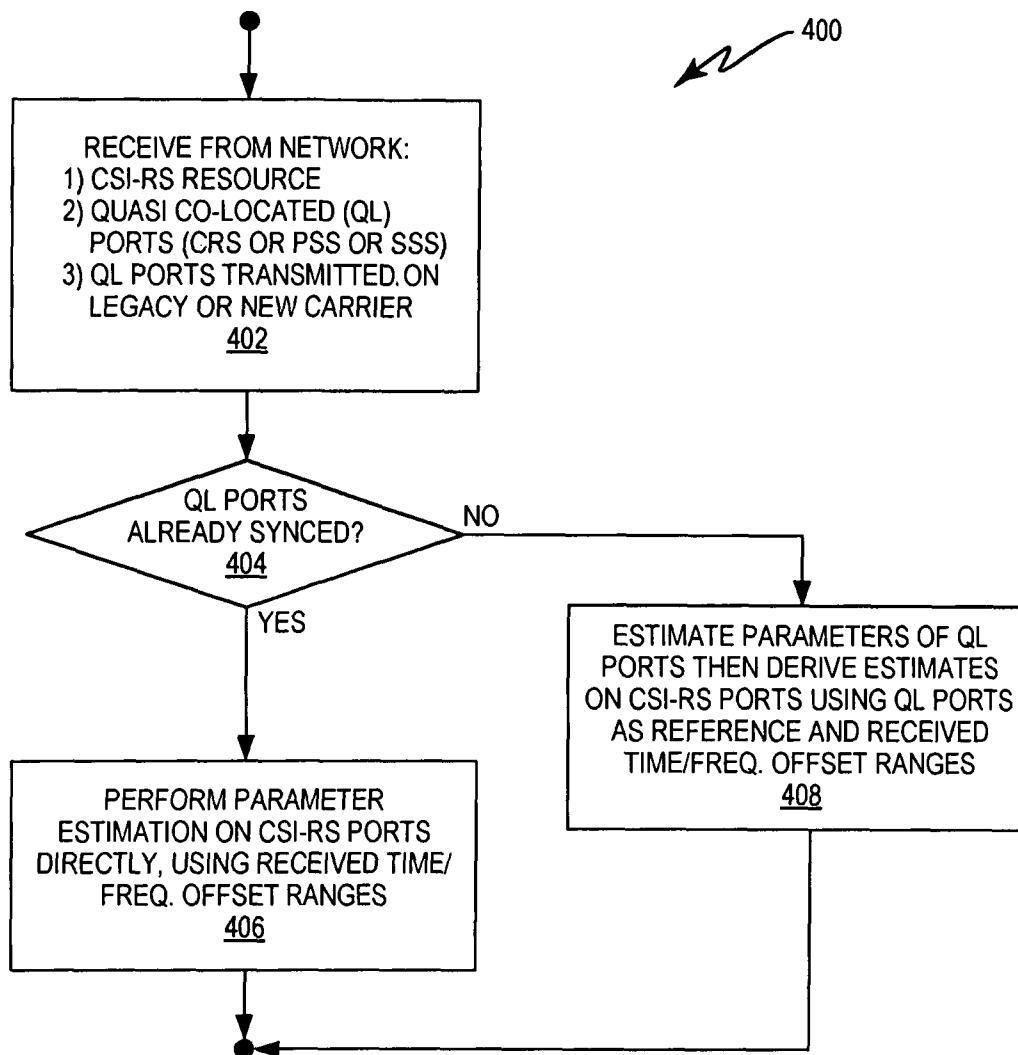 400
RECEIVE FROM NETWORK:
1) CSI-RS RESOURCE
2) QUASI CO-LOCATED (QL)
PORTS (CRS OR PSS OR SSS)
3) QL PORTS TRANSMITTED. ON
LEGACY OR NEW CARRIER
402
QL PORTS
ALREADY SYNCED?
404
NO
YES
ESTIMATE PARAMETERS OF QL
PORTS THEN DERIVE ESTIMATES
ON CSI-RS PORTS USING QL PORTS
AS REFERENCE AND RECEIVED
TIME/FREQ. OFFSET RANGES
408
PERFORM PARAMETER
ESTIMATION ON CSI-RS PORTS
DIRECTLY, USING RECEIVED TIME/
FREQ. OFFSET RANGES
406